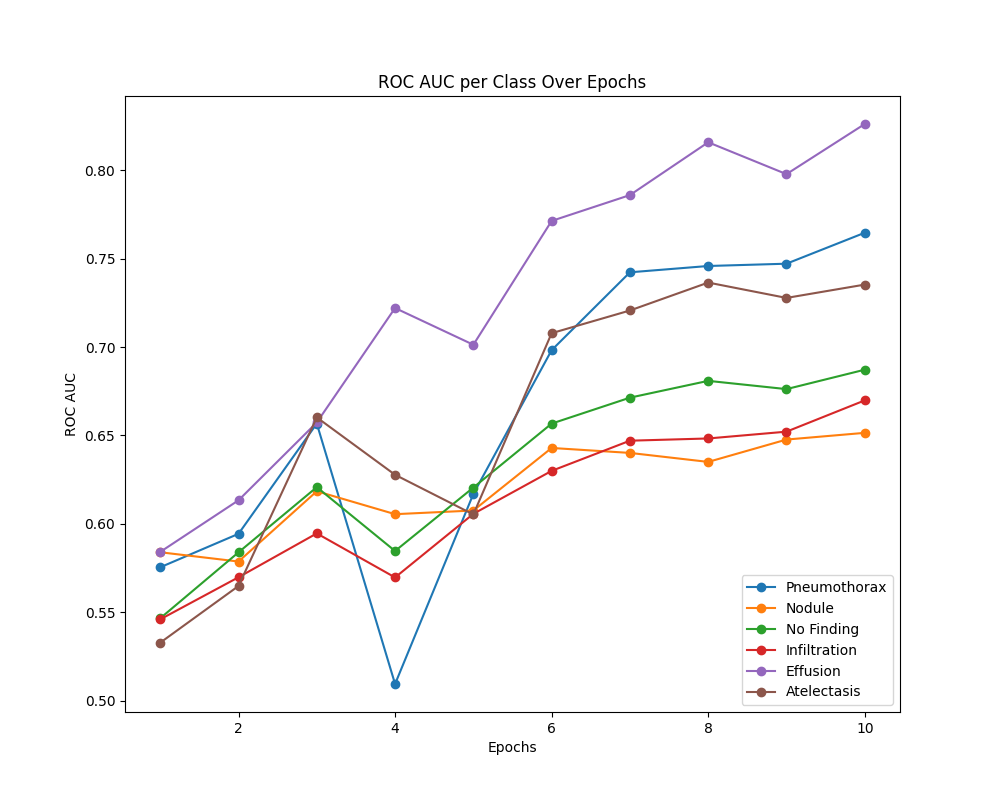 ROC AUC per Class Over Epochs
ROC AUC
0.80
0.75
0.70
0.65
0.60
0.55
0.50
2 4 6 8 10
Epochs
Pneumothorax
Nodule
No Finding
Infiltration
Effusion
Atelectasis